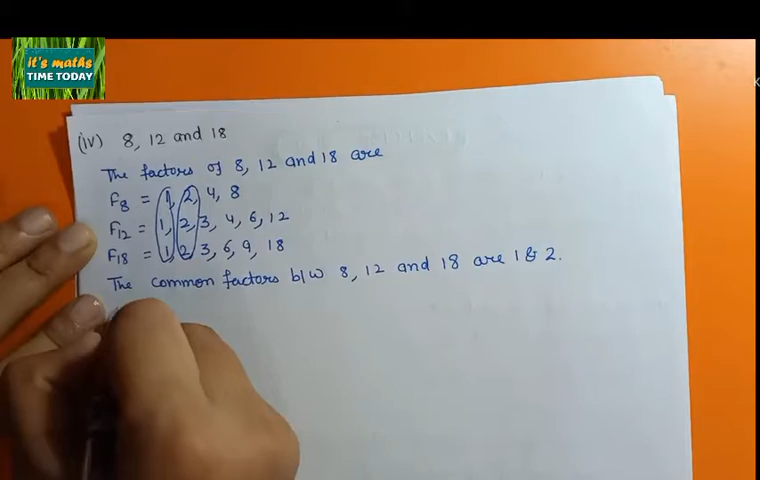 it's maths
TIME TODAY
(iv) 8, 12 and 18
The factors of 8, 12 and 18 are
F8 = 1, 2, 4, 8
F12 = 1, 2, 3, 4, 6, 12
F18 = 1, 2, 3, 6, 9, 18
The common factors b/w 8, 12 and 18 are 1 & 2.